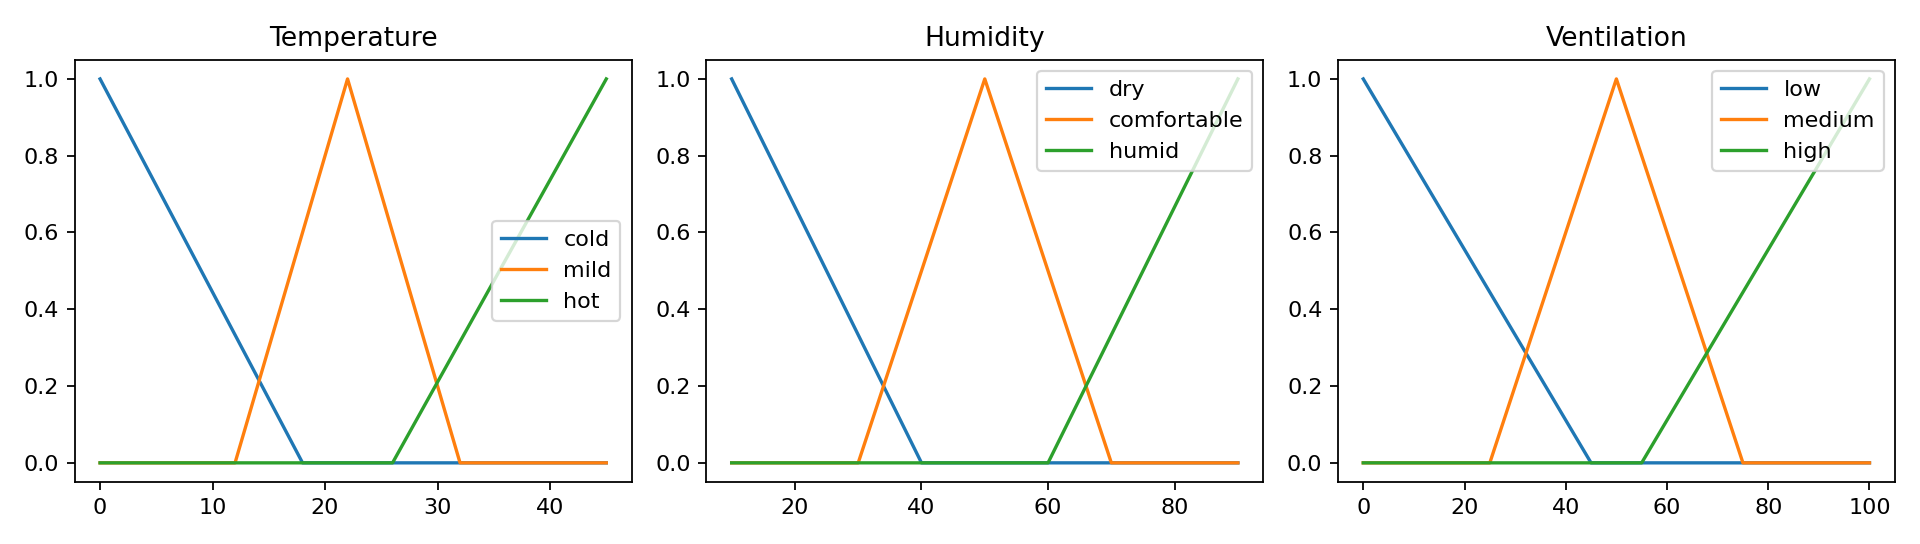 Temperature
1.0
0.8
0.6
0.4
0.2
0.0
cold
mild
hot
0 10 20 30 40
Humidity
1.0
0.8
0.6
0.4
0.2
0.0
dry
comfortable
humid
20 40 60 80
Ventilation
1.0
0.8
0.6
0.4
0.2
0.0
low
medium
high
0 20 40 60 80 100